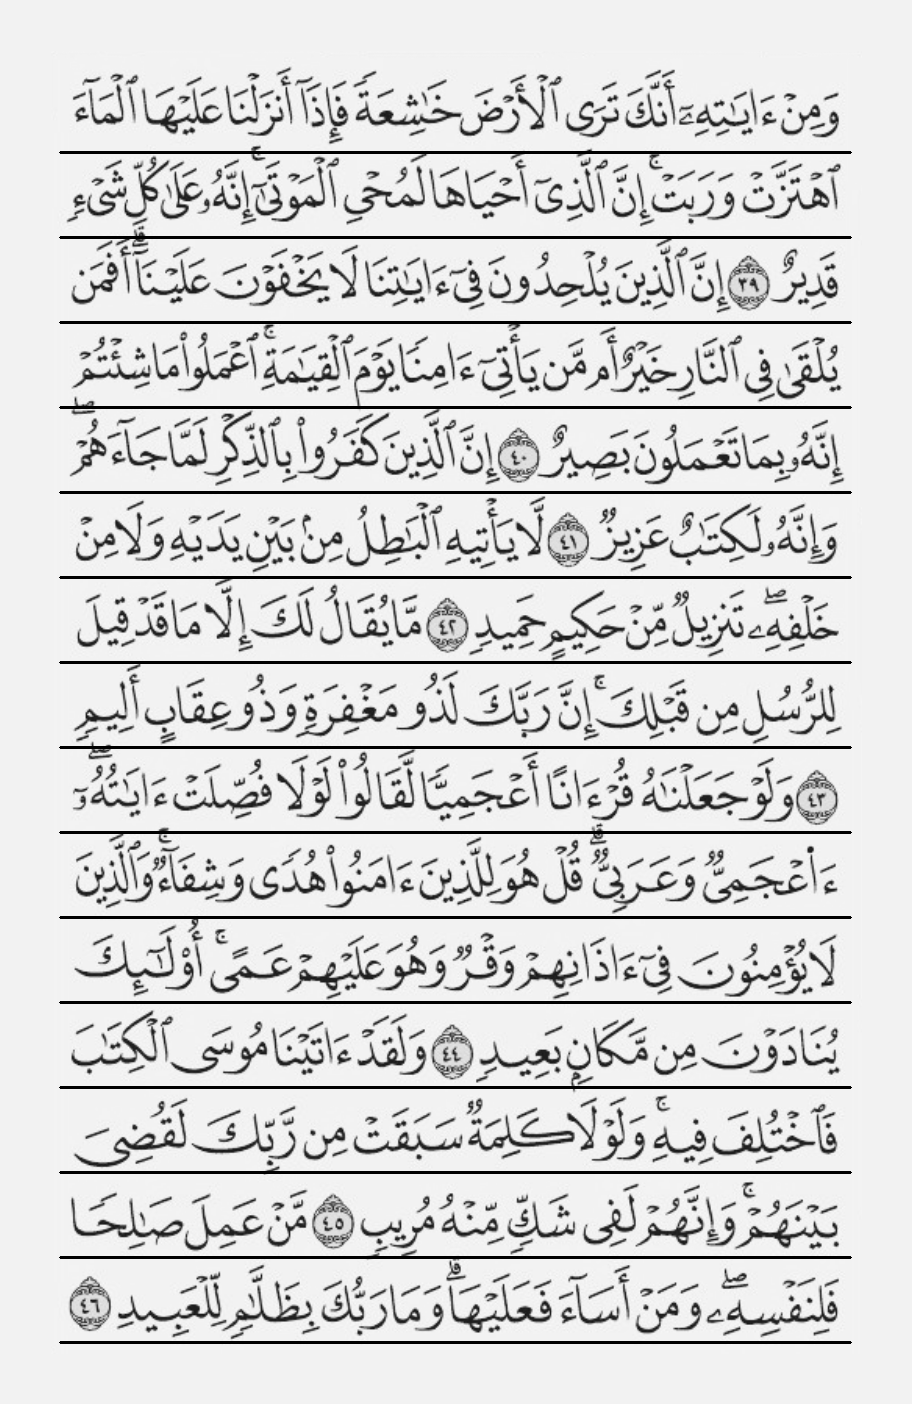 وَمِنْ ءَايَٰتِهِۦٓ أَنَّكَ تَرَى ٱلْأَرْضَ خَٰشِعَةً فَإِذَآ أَنزَلْنَا عَلَيْهَا ٱلْمَآءَ
ٱهْتَزَّتْ وَرَبَتْ ۚ إِنَّ ٱلَّذِىٓ أَحْيَاهَا لَمُحْىِ ٱلْمَوْتَىٰٓ ۚ إِنَّهُۥ عَلَىٰ كُلِّ شَىْءٍ
قَدِيرٌ ٣٩ إِنَّ ٱلَّذِينَ يُلْحِدُونَ فِىٓ ءَايَٰتِنَا لَا يَخْفَوْنَ عَلَيْنَآ ۗ أَفَمَن
يُلْقَىٰ فِى ٱلنَّارِ خَيْرٌ أَم مَّن يَأْتِىٓ ءَامِنًا يَوْمَ ٱلْقِيَٰمَةِ ۚ ٱعْمَلُوا۟ مَا شِئْتُمْ
إِنَّهُۥ بِمَا تَعْمَلُونَ بَصِيرٌ ٤٠ إِنَّ ٱلَّذِينَ كَفَرُوا۟ بِٱلذِّكْرِ لَمَّا جَآءَهُمْ ۖ
وَإِنَّهُۥ لَكِتَٰبٌ عَزِيزٌ ٤١ لَّا يَأْتِيهِ ٱلْبَٰطِلُ مِنۢ بَيْنِ يَدَيْهِ وَلَا مِنْ
خَلْفِهِۦ ۖ تَنزِيلٌ مِّنْ حَكِيمٍ حَمِيدٍ ٤٢ مَّا يُقَالُ لَكَ إِلَّا مَا قَدْ قِيلَ
لِلرُّسُلِ مِن قَبْلِكَ ۚ إِنَّ رَبَّكَ لَذُو مَغْفِرَةٍ وَذُو عِقَابٍ أَلِيمٍ
٤٣ وَلَوْ جَعَلْنَٰهُ قُرْءَانًا أَعْجَمِيًّا لَّقَالُوا۟ لَوْلَا فُصِّلَتْ ءَايَٰتُهُۥٓ ۖ
ءَا۬عْجَمِىٌّ وَعَرَبِىٌّ ۗ قُلْ هُوَ لِلَّذِينَ ءَامَنُوا۟ هُدًى وَشِفَآءٌ ۚ وَٱلَّذِينَ
لَا يُؤْمِنُونَ فِىٓ ءَاذَانِهِمْ وَقْرٌ وَهُوَ عَلَيْهِمْ عَمًى ۚ أُو۟لَٰٓئِكَ
يُنَادَوْنَ مِن مَّكَانٍۭ بَعِيدٍ ٤٤ وَلَقَدْ ءَاتَيْنَا مُوسَى ٱلْكِتَٰبَ
فَٱخْتُلِفَ فِيهِ ۚ وَلَوْلَا كَلِمَةٌ سَبَقَتْ مِن رَّبِّكَ لَقُضِىَ
بَيْنَهُمْ ۚ وَإِنَّهُمْ لَفِى شَكٍّ مِّنْهُ مُرِيبٍ ٤٥ مَّنْ عَمِلَ صَٰلِحًا
فَلِنَفْسِهِۦ ۖ وَمَنْ أَسَآءَ فَعَلَيْهَا ۗ وَمَا رَبُّكَ بِظَلَّٰمٍ لِّلْعَبِيدِ ٤٦